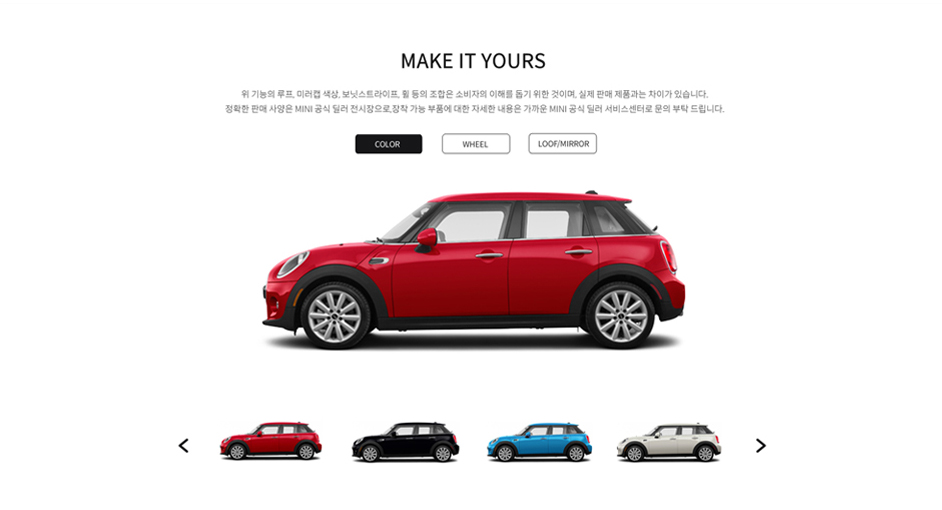 MAKE IT YOURS
위 기능의 루프, 미러캡 색상, 보닛스트라이프, 휠 등의 조합은 소비자의 이해를 돕기 위한 것이며, 실제 판매 제품과는 차이가 있습니다.
정확한 판매 사양은 MINI 공식 딜러 전시장으로,장착 가능 부품에 대한 자세한 내용은 가까운 MINI 공식 딜러 서비스센터로 문의 부탁 드립니다.
COLOR
WHEEL
LOOF/MIRROR